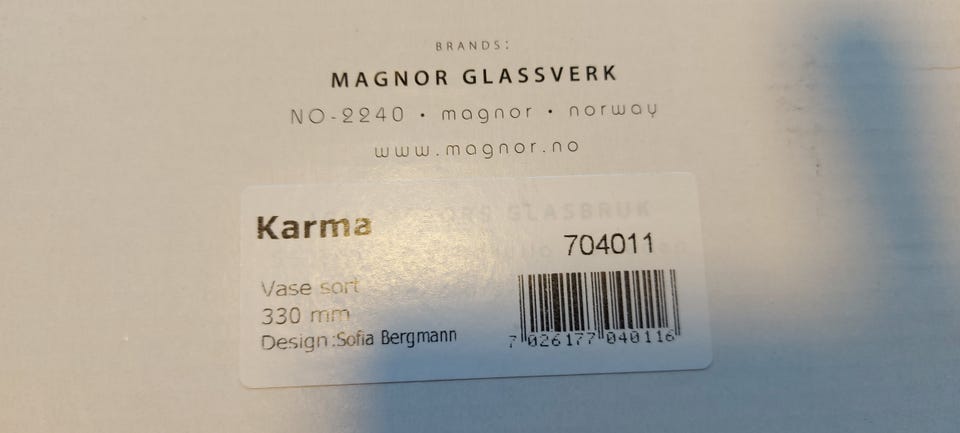 BRANDS:
MAGNOR GLASSVERK
NO-2240 • magnor • norway
www.magnor.no
GLASBRUK
Karma
704011
Vase sort
330 mm
Design:Sofia Bergmann
7 026177 040116